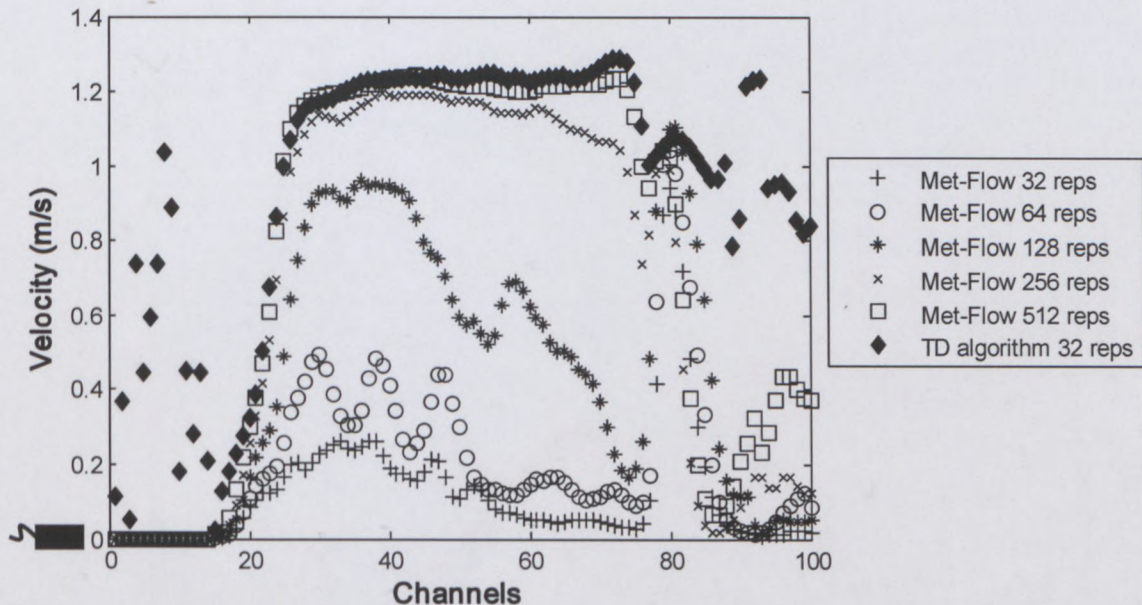 1.4
1.2
1
0.8
0.6
0.4
0.2
0
Velocity (m/s)
0
20
40
60
80
100
Channels
Met-Flow 32 reps
Met-Flow 64 reps
Met-Flow 128 reps
Met-Flow 256 reps
Met-Flow 512 reps
TD algorithm 32 reps